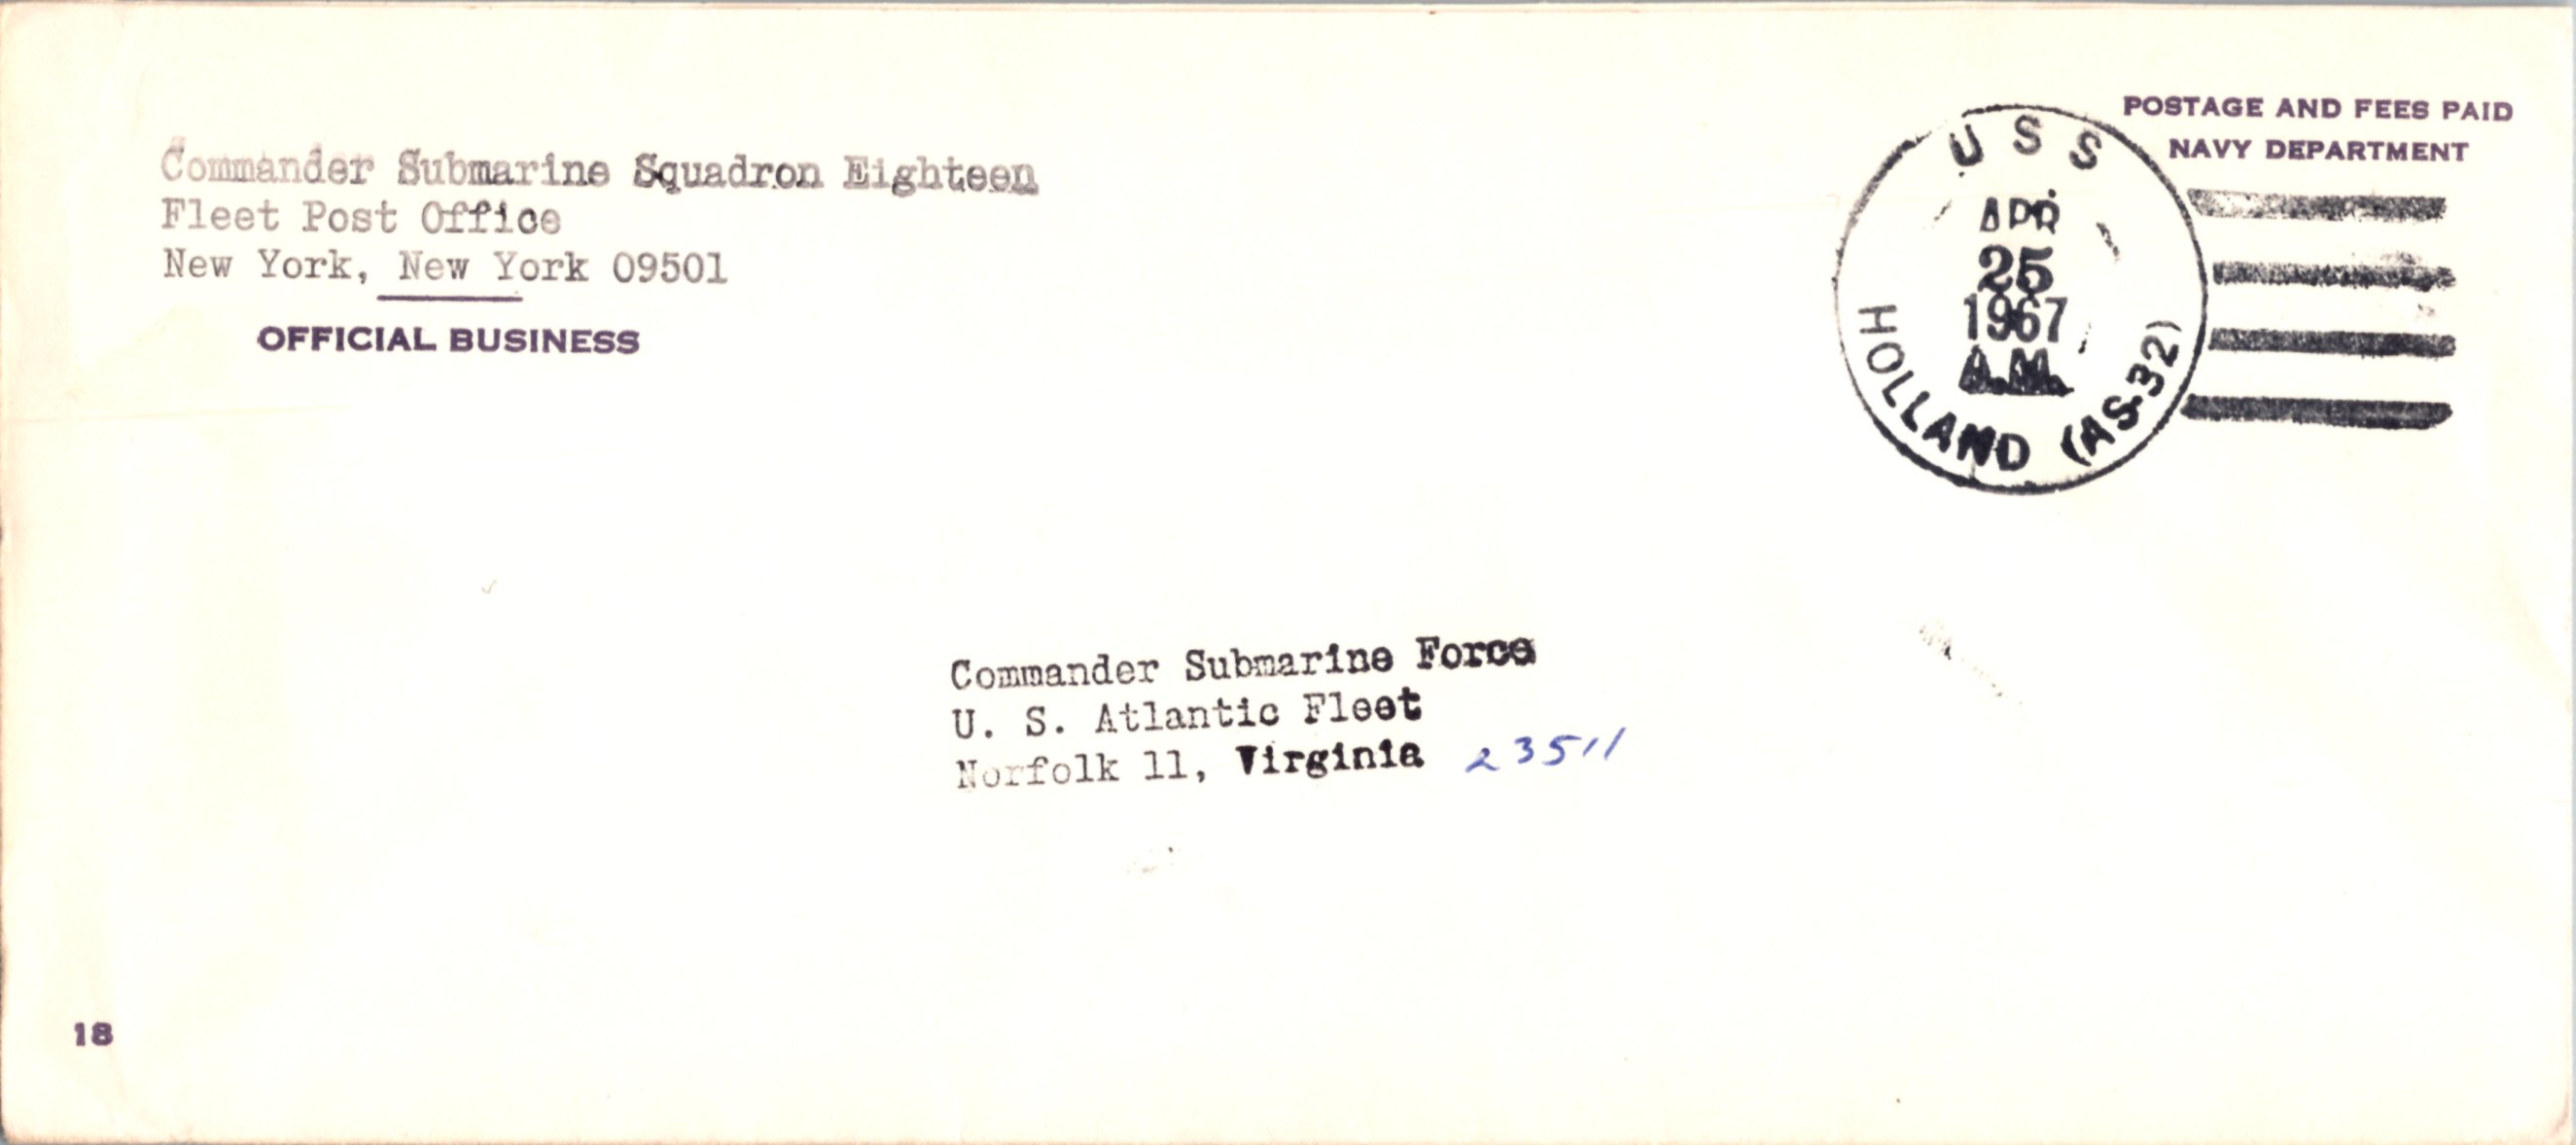 Commander Submarine Squadron Eighteen
Fleet Post Office
New York, New York 09501
OFFICIAL BUSINESS
POSTAGE AND FEES PAID
NAVY DEPARTMENT
USS
APR
25
1967
A.M.
HOLLAND (AS-32)
Commander Submarine Force
U. S. Atlantic Fleet
Norfolk 11, Virginia 23511
18